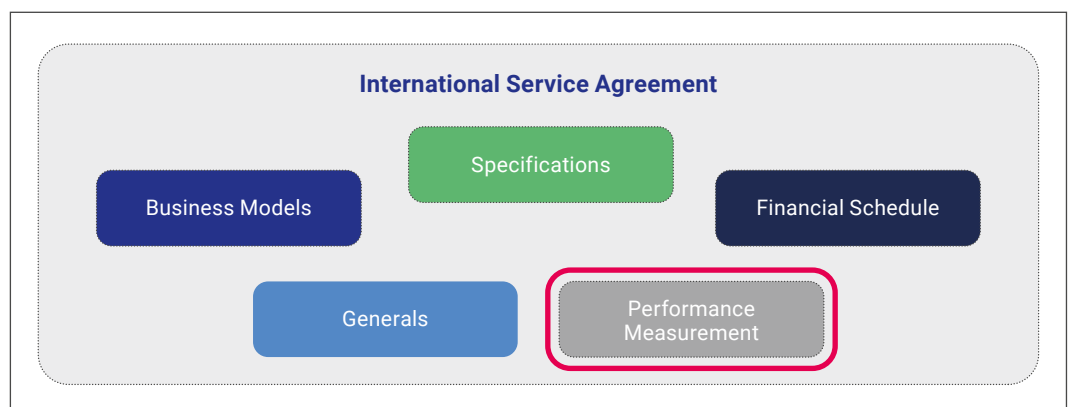 International Service Agreement
Specifications
Business Models
Financial Schedule
Generals
Performance
Measurement